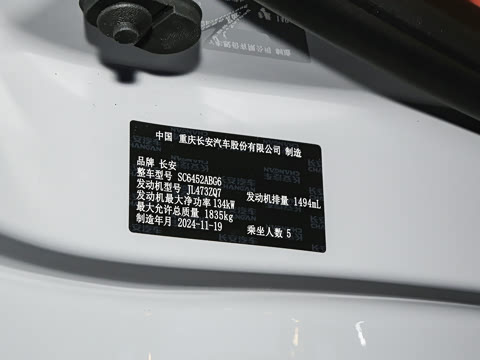 中国 重庆长安汽车股份有限公司 制造
品牌 长安
整车型号 SC6452ABG6
发动机型号 JL473ZQ7 发动机排量 1494mL
发动机最大净功率 134kW
最大允许总质量 1835kg
制造年月 2024-11-19 乘坐人数 5